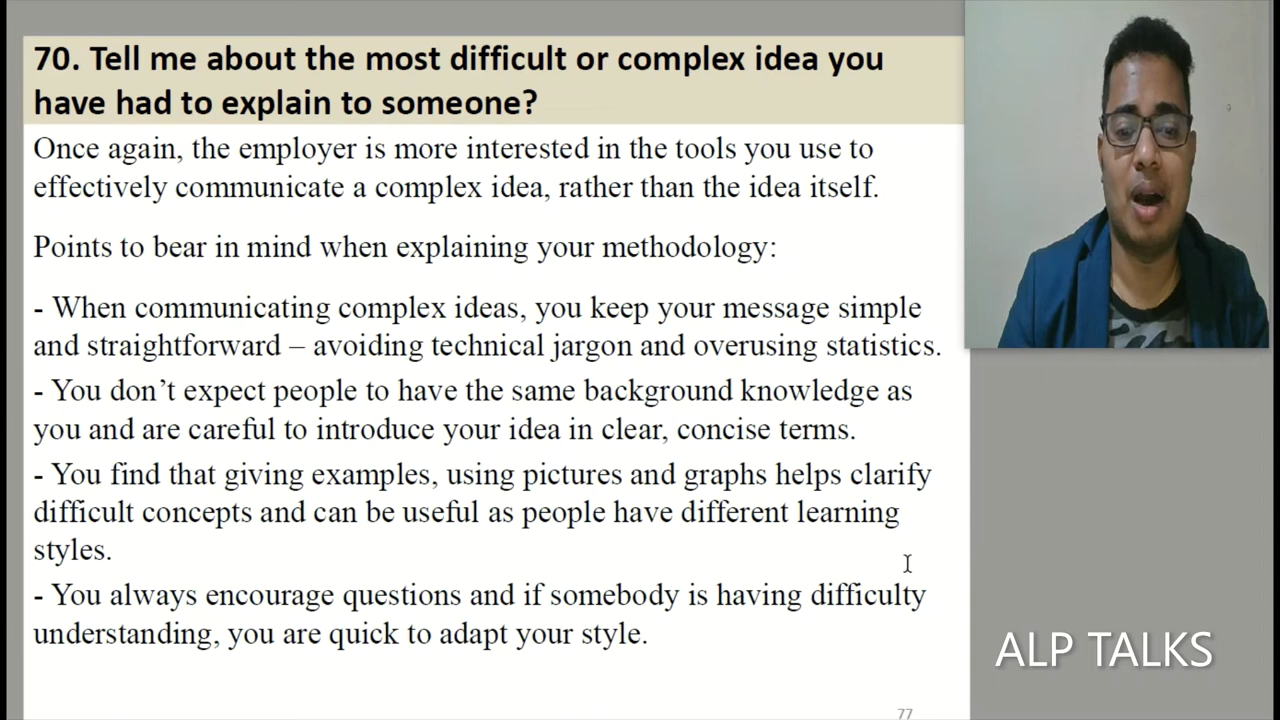 70. Tell me about the most difficult or complex idea you
have had to explain to someone?
Once again, the employer is more interested in the tools you use to
effectively communicate a complex idea, rather than the idea itself.
Points to bear in mind when explaining your methodology:
- When communicating complex ideas, you keep your message simple
and straightforward – avoiding technical jargon and overusing statistics.
- You don’t expect people to have the same background knowledge as
you and are careful to introduce your idea in clear, concise terms.
- You find that giving examples, using pictures and graphs helps clarify
difficult concepts and can be useful as people have different learning
styles.
- You always encourage questions and if somebody is having difficulty
understanding, you are quick to adapt your style.
ALP TALKS
77